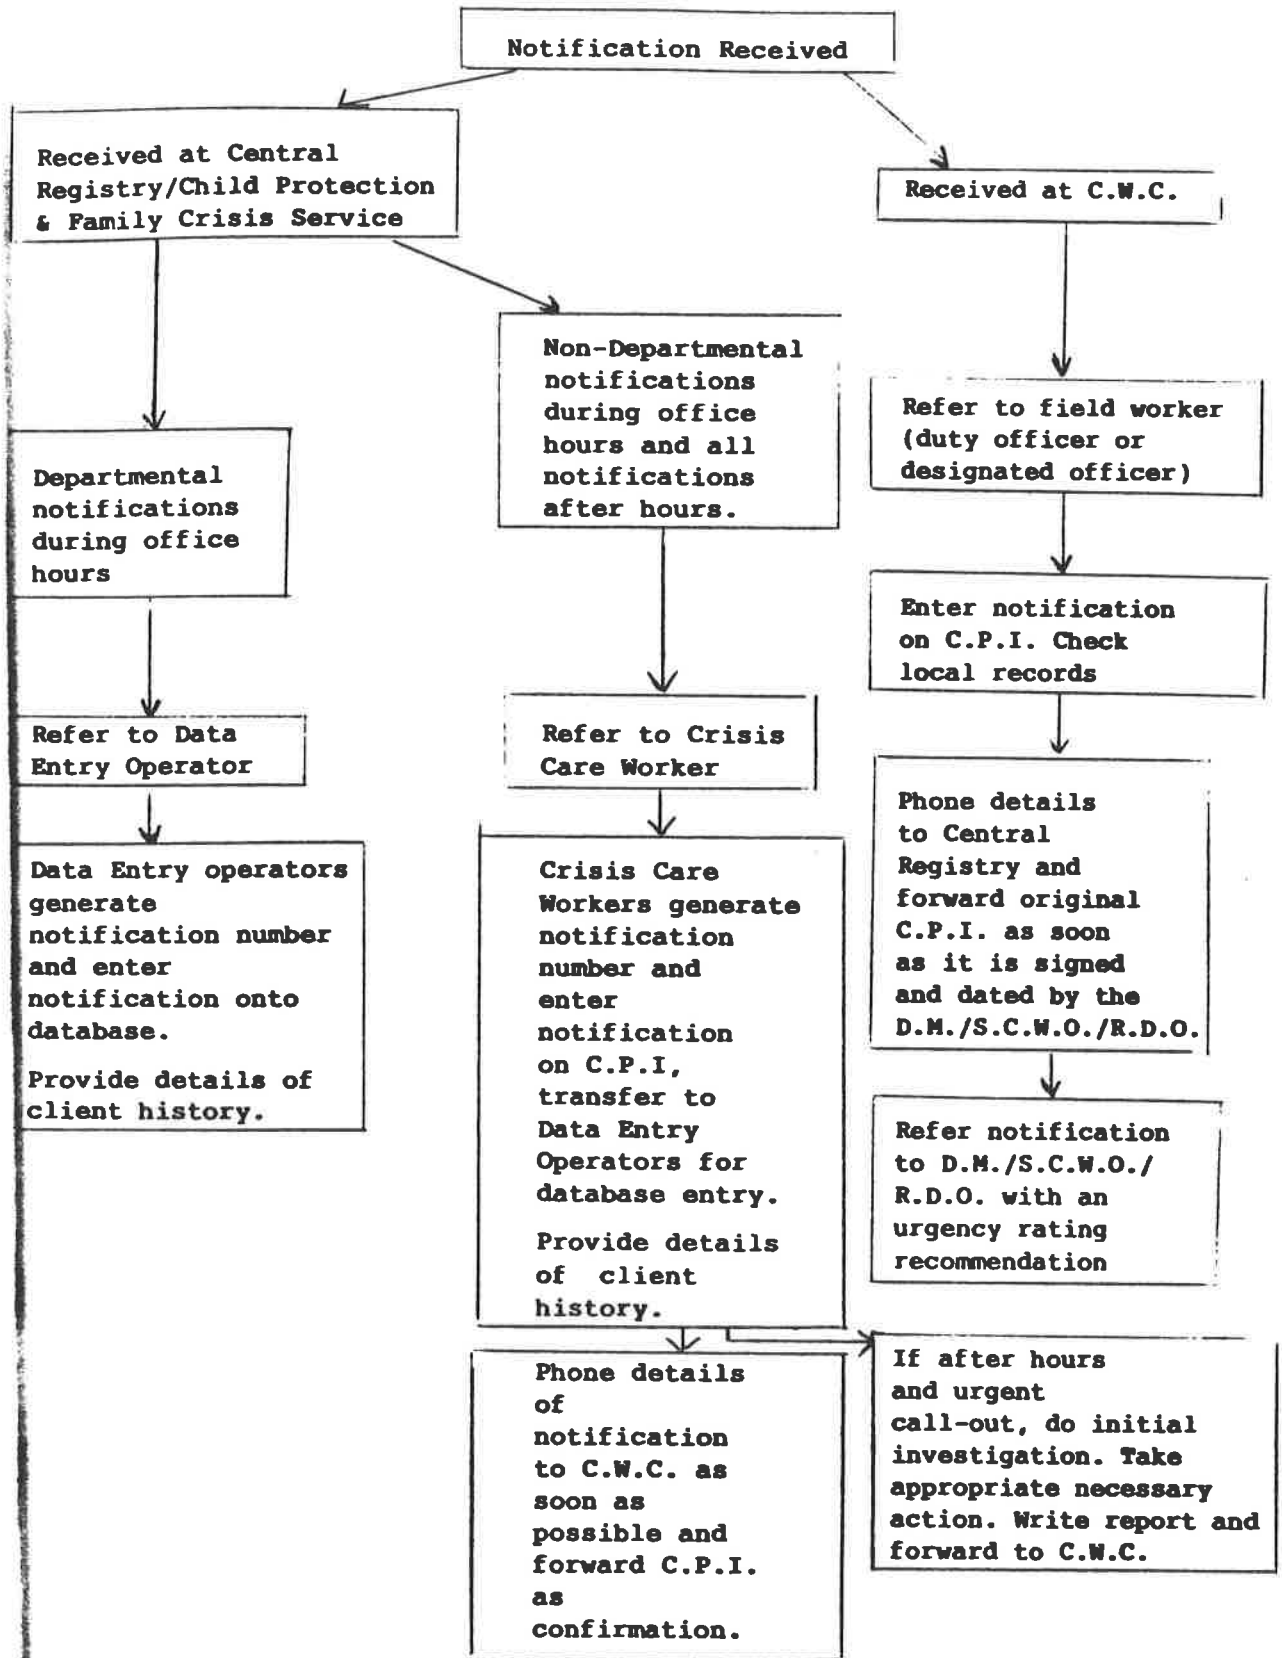 Notification Received
Received at Central
Registry/Child Protection
& Family Crisis Service
Departmental
notifications
during office
hours
Refer to Data
Entry Operator
Data Entry operators
generate
notification number
and enter
notification onto
database.
Provide details of
client history.
Non-Departmental
notifications
during office
hours and all
notifications
after hours.
Refer to Crisis
Care Worker
Crisis Care
Workers generate
notification
number and
enter
notification
on C.P.I,
transfer to
Data Entry
Operators for
database entry.
Provide details
of client
history.
Phone details
of
notification
to C.W.C. as
soon as
possible and
forward C.P.I.
as
confirmation.
If after hours
and urgent
call-out, do initial
investigation. Take
appropriate necessary
action. Write report and
forward to C.W.C.
Received at C.W.C.
Refer to field worker
(duty officer or
designated officer)
Enter notification
on C.P.I. Check
local records
Phone details
to Central
Registry and
forward original
C.P.I. as soon
as it is signed
and dated by the
D.M./S.C.W.O./R.D.O.
Refer notification
to D.M./S.C.W.O./
R.D.O. with an
urgency rating
recommendation